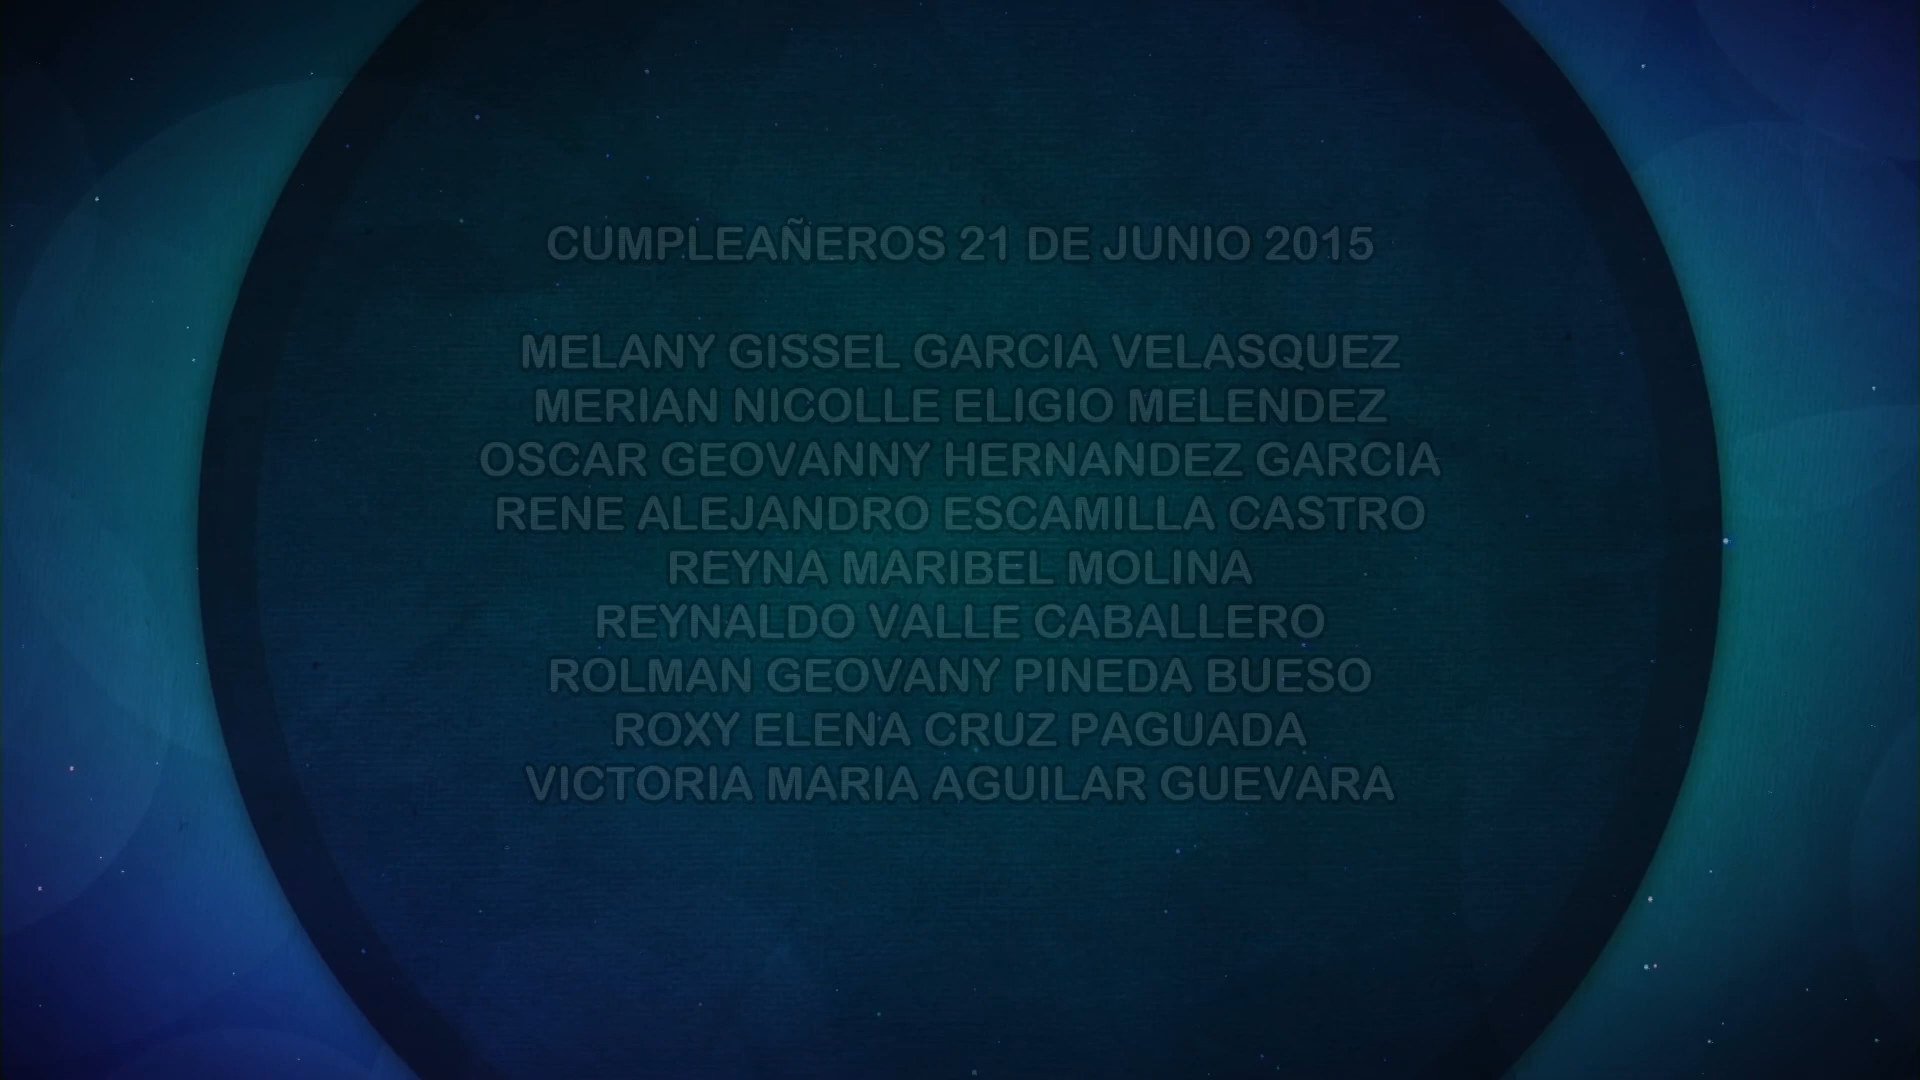 CUMPLEAÑEROS 21 DE JUNIO 2015
MELANY GISSEL GARCIA VELASQUEZ
MERIAN NICOLLE ELIGIO MELENDEZ
OSCAR GEOVANNY HERNANDEZ GARCIA
RENE ALEJANDRO ESCAMILLA CASTRO
REYNA MARIBEL MOLINA
REYNALDO VALLE CABALLERO
ROLMAN GEOVANY PINEDA BUESO
ROXY ELENA CRUZ PAGUADA
VICTORIA MARIA AGUILAR GUEVARA